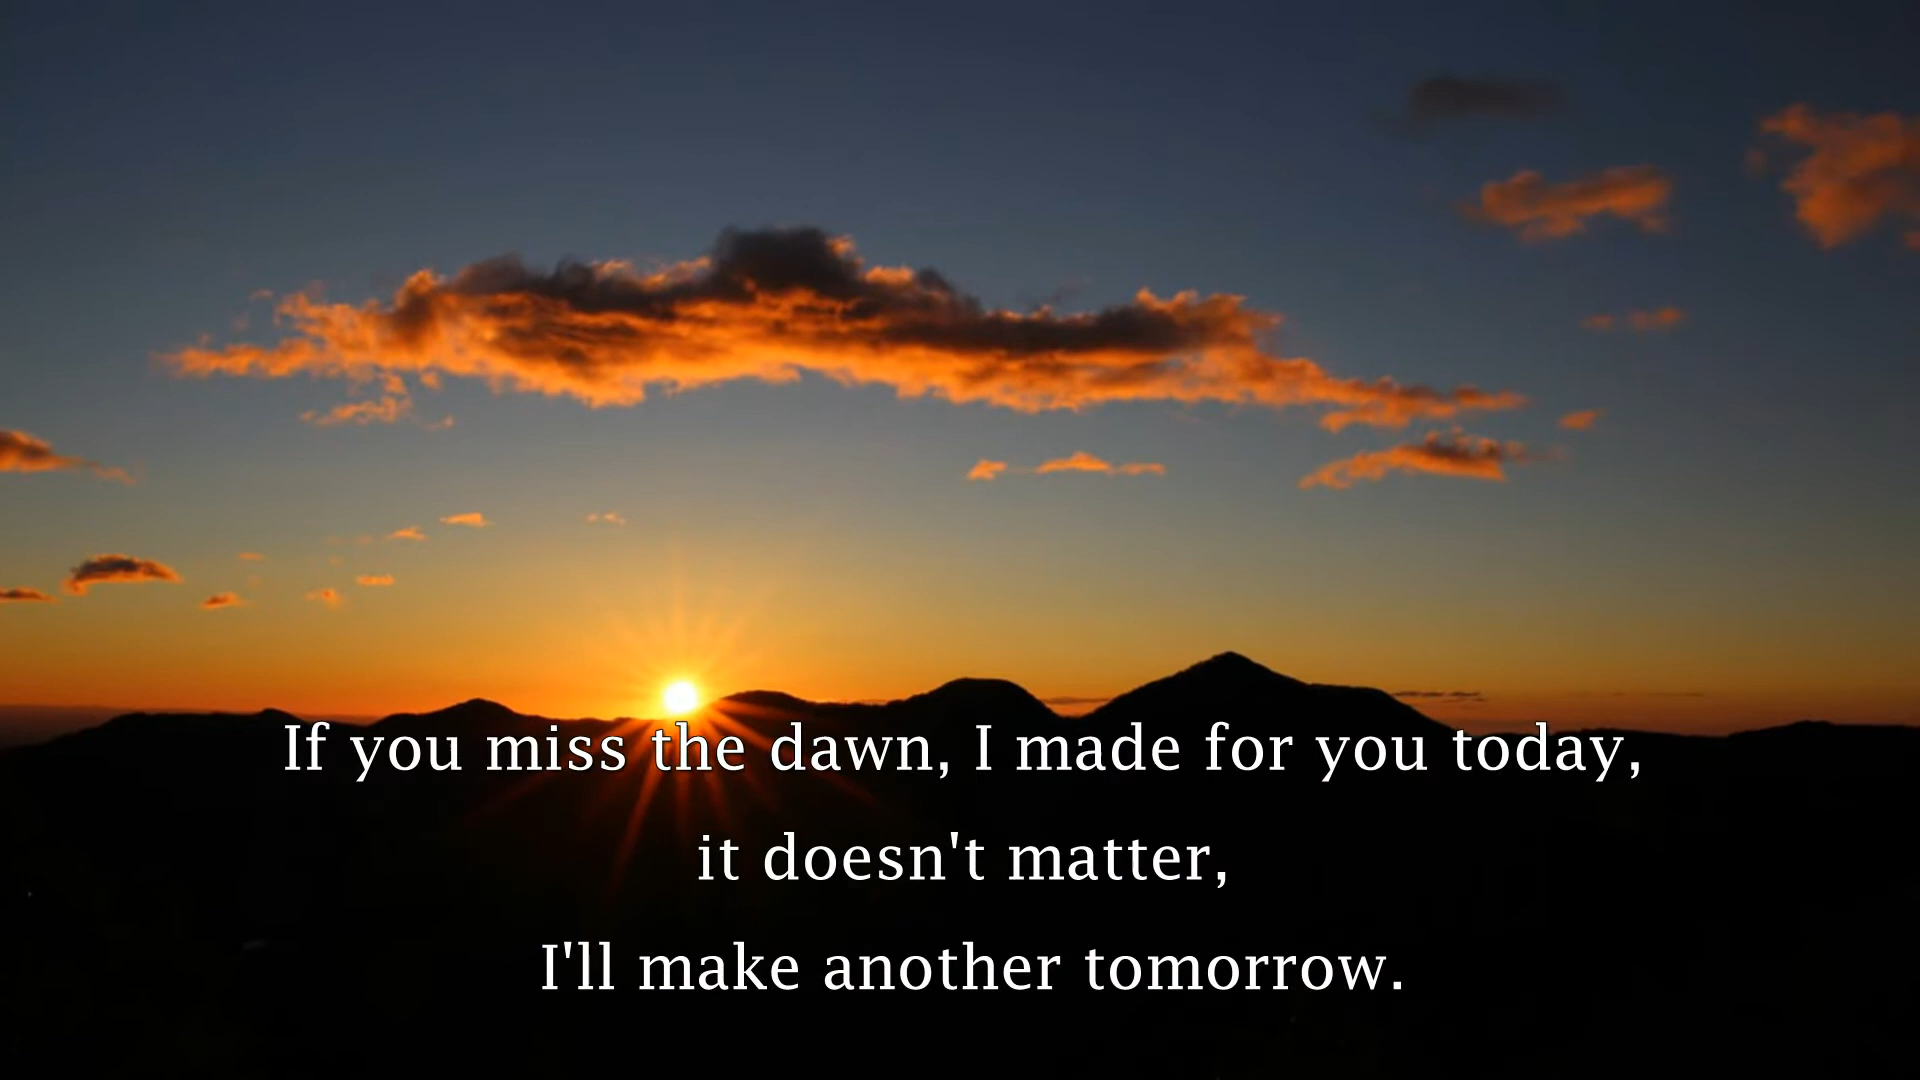 If you miss the dawn, I made for you today,
it doesn't matter,
I'll make another tomorrow.